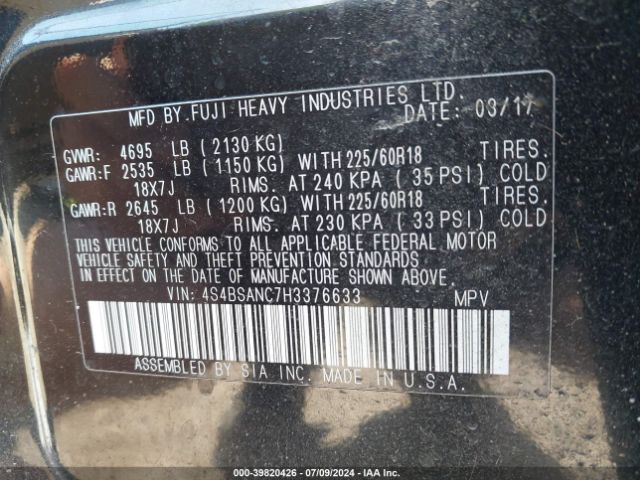 MFD BY FUJI HEAVY INDUSTRIES LTD.
DATE: 03/17
GVWR: 4695 LB ( 2130 KG)
GAWR:F 2535 LB ( 1150 KG) WITH 225/60R18 TIRES.
18X7J RIMS. AT 240 KPA ( 35 PSI) COLD
GAWR:R 2645 LB ( 1200 KG) WITH 225/60R18 TIRES.
18X7J RIMS. AT 230 KPA ( 33 PSI) COLD
THIS VEHICLE CONFORMS TO ALL APPLICABLE FEDERAL MOTOR
VEHICLE SAFETY AND THEFT PREVENTION STANDARDS
IN EFFECT ON THE DATE OF MANUFACTURE SHOWN ABOVE.
VIN: 4S4BSANC7H3376633 MPV
ASSEMBLED BY SIA INC. MADE IN U.S.A.
000-39820426 - 07/09/2024 - IAA Inc.